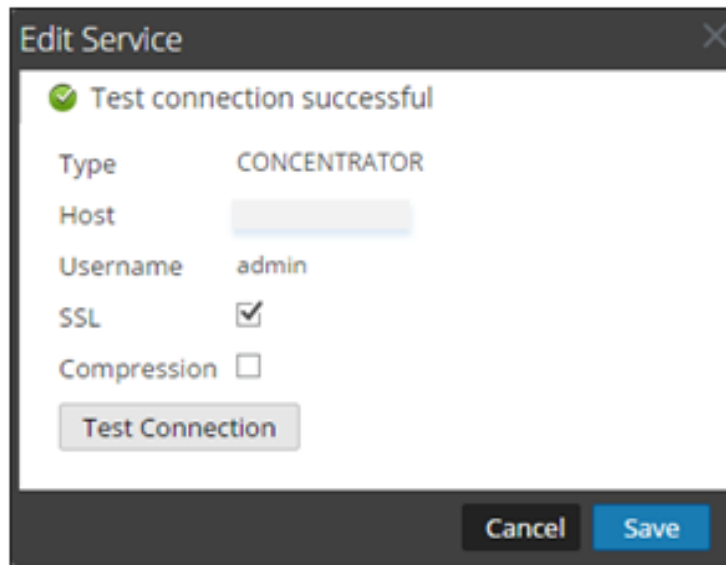 Edit Service
Test connection successful
Type CONCENTRATOR
Host
Username admin
SSL
Compression
Test Connection
Cancel Save